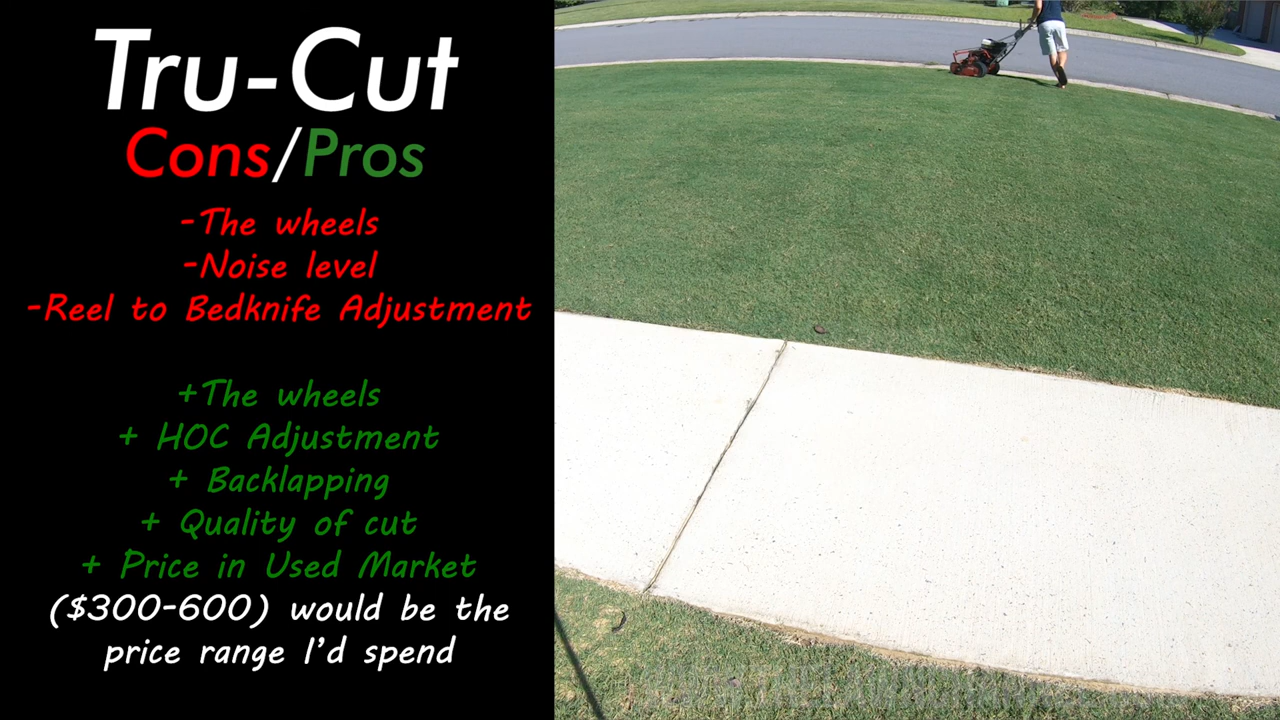 Tru-Cut
Cons/Pros
-The wheels
-Noise level
-Reel to Bedknife Adjustment
+The wheels
+ HOC Adjustment
+ Backlapping
+ Quality of cut
+ Price in Used Market
($300-600) would be the
price range I'd spend